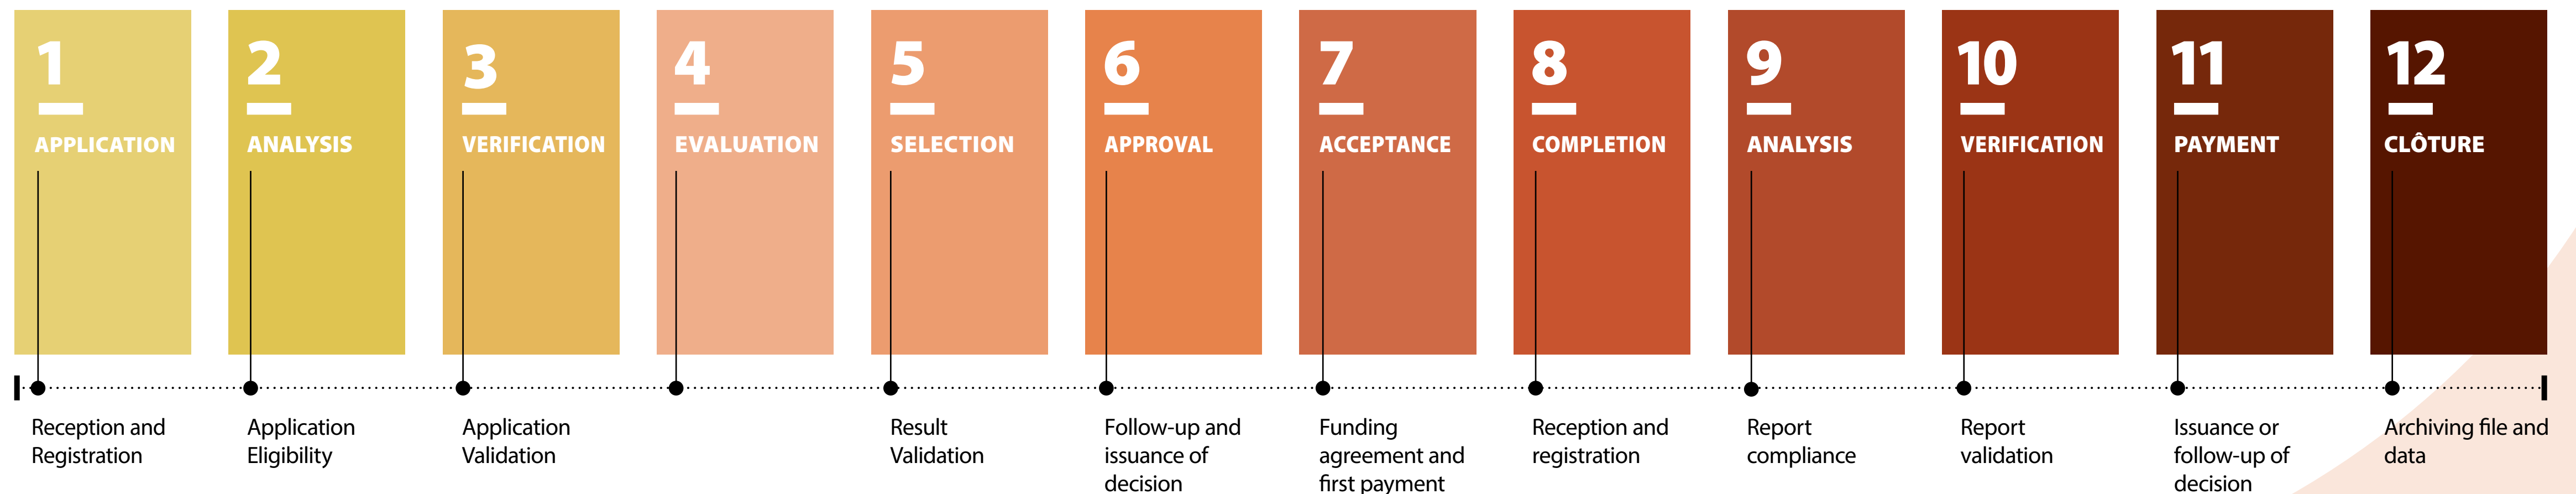 1
APPLICATION
Reception and
Registration
2
ANALYSIS
Application
Eligibility
3
VERIFICATION
Application
Validation
4
EVALUATION
5
SELECTION
Result
Validation
6
APPROVAL
Follow-up and
issuance of
decision
7
ACCEPTANCE
Funding
agreement and
first payment
8
COMPLETION
Reception and
registration
9
ANALYSIS
Report
compliance
10
VERIFICATION
Report
validation
11
PAYMENT
Issuance or
follow-up of
decision
12
CLÔTURE
Archiving file and
data